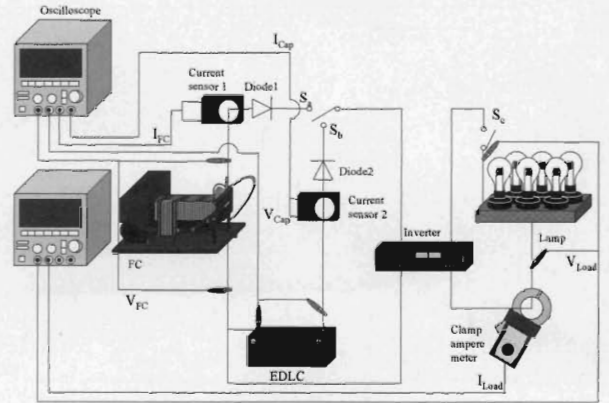 Oscilloscope
I_Cap
Current
sensor 1
Diode1
S_a
I_FC
S_b
S_c
Diode2
V_Cap
Current
sensor 2
Inverter
Lamp
FC
V_Load
V_FC
Clamp
ampere
meter
EDLC
I_Load